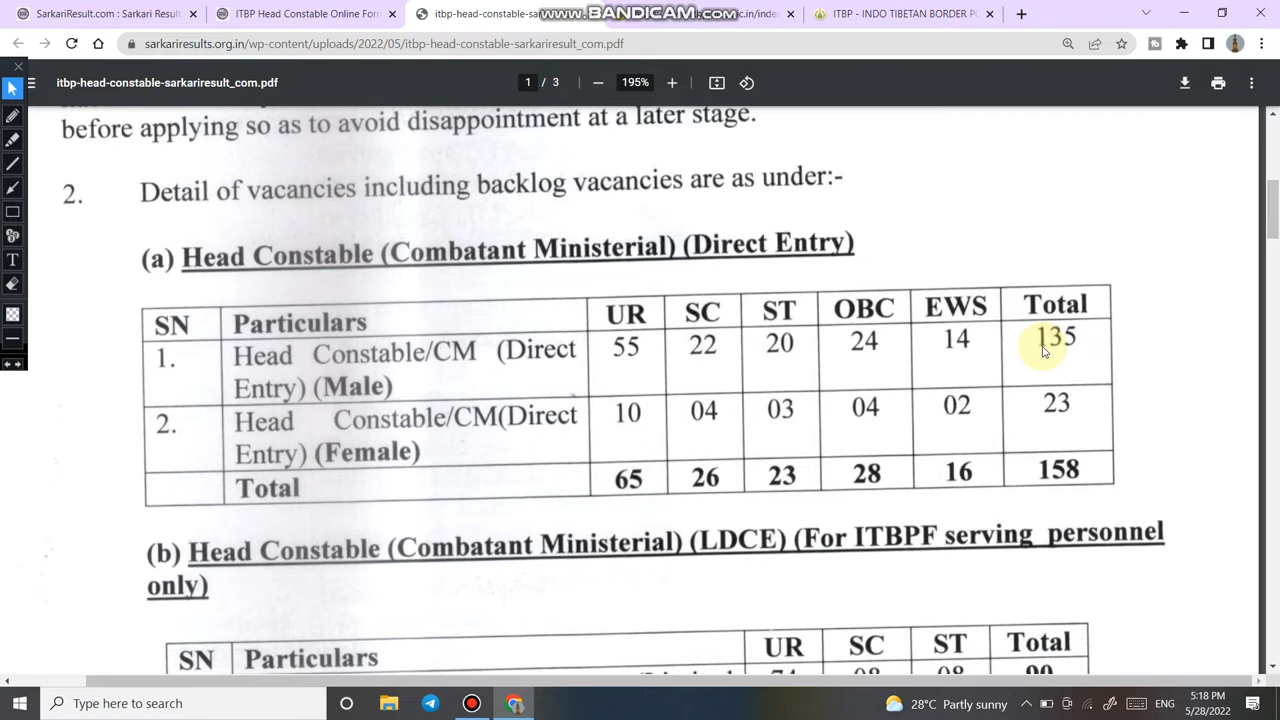 SarkariResult.com : Sarkari Result
ITBP Head Constable Online Form
itbp-head-constable-sar
www.BANDICAM.com
c.in/index
ITBP - INDO TIBETAN BORDER PO
sarkariresults.org.in/wp-content/uploads/2022/05/itbp-head-constable-sarkariresult_com.pdf
itbp-head-constable-sarkariresult_com.pdf
1 / 3
195%
before applying so as to avoid disappointment at a later stage.
2. Detail of vacancies including backlog vacancies are as under:-
(a) Head Constable (Combatant Ministerial) (Direct Entry)
SN Particulars UR SC ST OBC EWS Total
1. Head Constable/CM (Direct 55 22 20 24 14 135
Entry) (Male)
2. Head Constable/CM(Direct 10 04 03 04 02 23
Entry) (Female)
Total 65 26 23 28 16 158
(b) Head Constable (Combatant Ministerial) (LDCE) (For ITBPF serving personnel
only)
SN Particulars UR SC ST Total
Type here to search
28°C Partly sunny
ENG
5:18 PM
5/28/2022